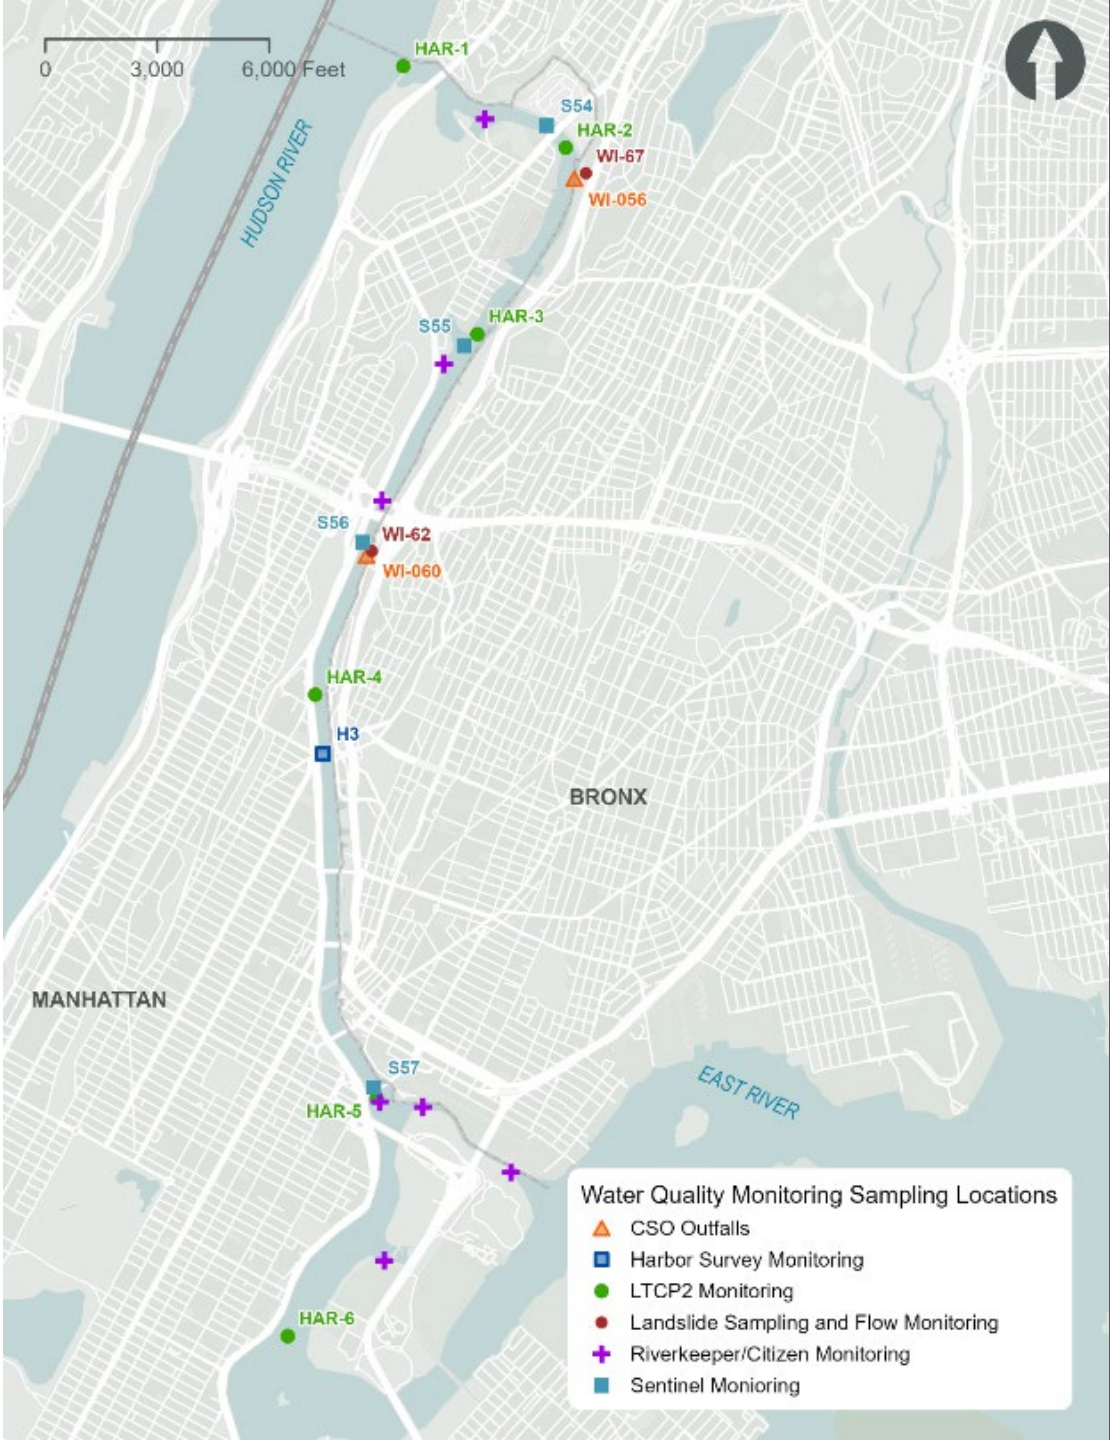 HAR-1
0 3,000 6,000 Feet
S54
HAR-2
WI-67
WI-056
HUDSON RIVER
HAR-3
S55
S56
WI-62
WI-060
HAR-4
H3
BRONX
MANHATTAN
S57
HAR-5
EAST RIVER
HAR-6
Water Quality Monitoring Sampling Locations
CSO Outfalls
Harbor Survey Monitoring
LTCP2 Monitoring
Landslide Sampling and Flow Monitoring
Riverkeeper/Citizen Monitoring
Sentinel Monioring